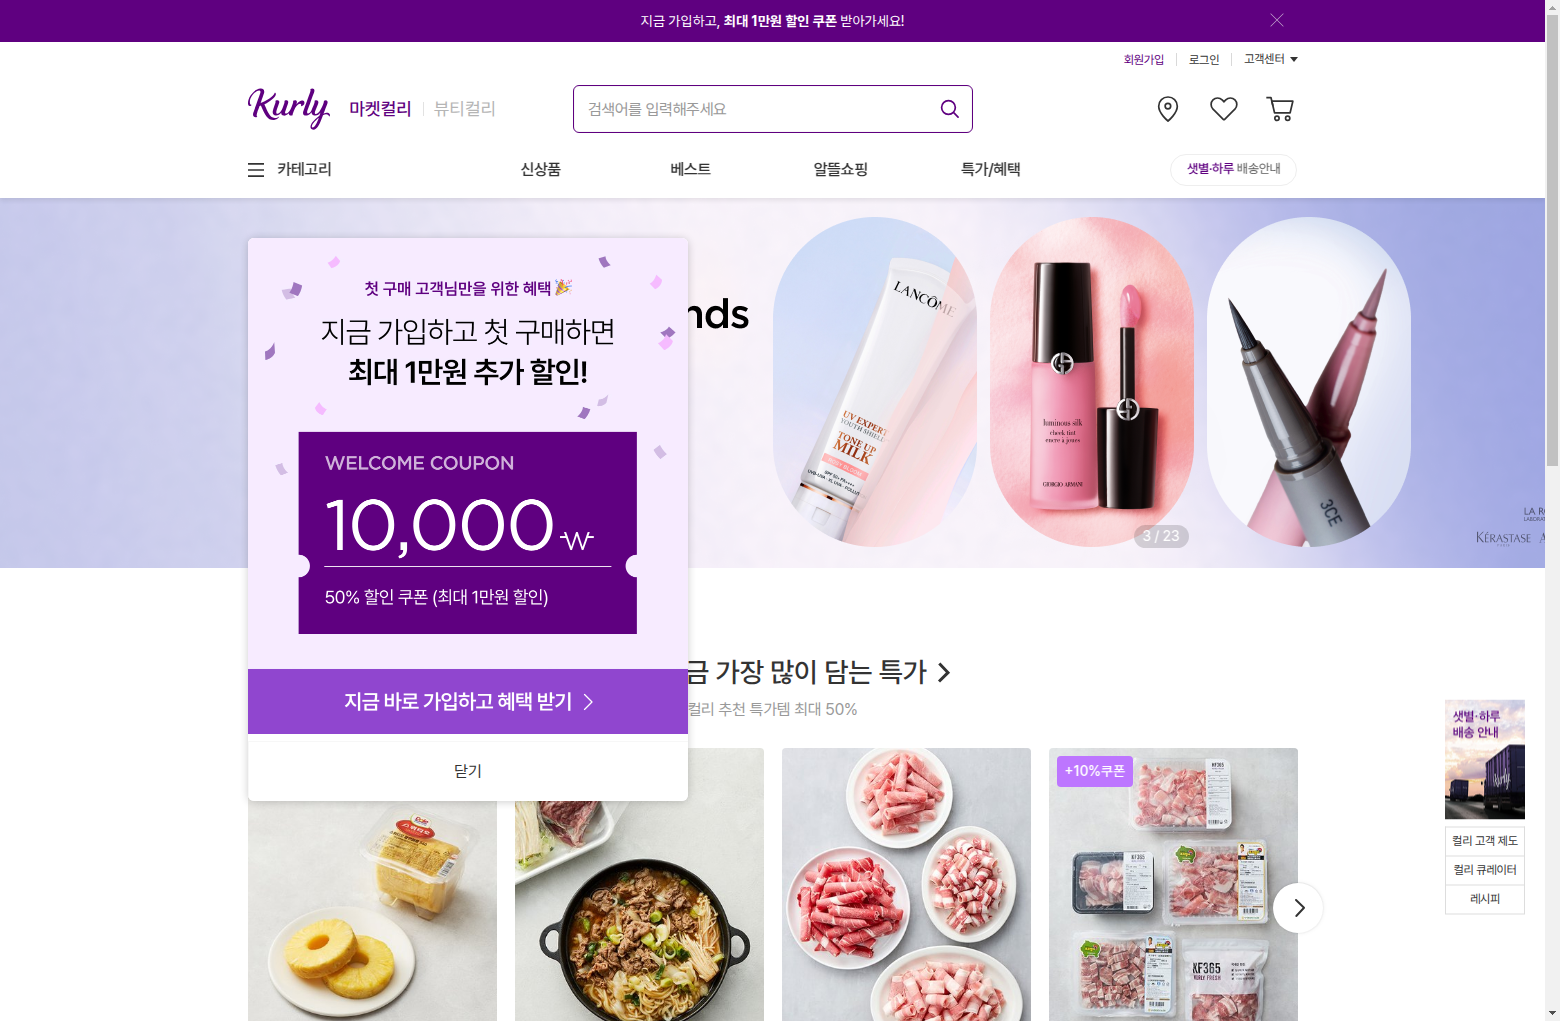 지금 가입하고, 최대 1만원 할인 쿠폰 받아가세요!
회원가입
로그인
고객센터
Kurly
마켓컬리
뷰티컬리
검색어를 입력해주세요
카테고리
신상품
베스트
알뜰쇼핑
특가/혜택
샛별·하루 배송안내
첫 구매 고객님만을 위한 혜택
지금 가입하고 첫 구매하면
최대 1만원 추가 할인!
WELCOME COUPON
10,000₩
50% 할인 쿠폰 (최대 1만원 할인)
지금 바로 가입하고 혜택 받기
닫기
nds
LANCÔME
UV EXPERT
YOUTH SHIELD
TONE UP
MILK
luminous silk
cheek tint
encre à joues
GIORGIO ARMANI
3CE
3 / 23
LA RO
KÉRASTASE
금 가장 많이 담는 특가
컬리 추천 특가템 최대 50%
+10%쿠폰
KF365
KF365
KF365
KURLY FRESH
샛별·하루
배송 안내
Kurly
컬리 고객 제도
컬리 큐레이터
레시피